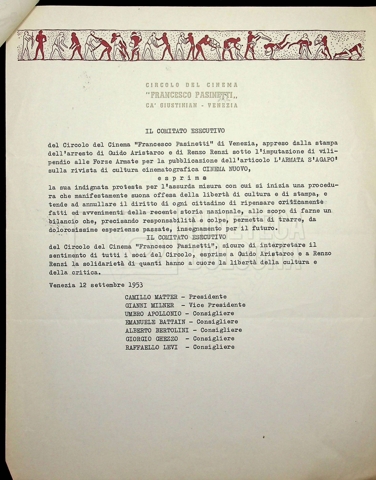 CIRCOLO DEL CINEMA
"FRANCESCO PASINETTI"
CA' GIUSTINIAN - VENEZIA
IL COMITATO ESECUTIVO
del Circolo del Cinema "Francesco Pasinetti" di Venezia, appreso dalla stampa
dell'arresto di Guido Aristarco e di Renzo Renzi sotto l'imputazione di vili-
pendio alle Forze Armate per la pubblicazione dell'articolo L'ARMATA S'AGAPO'
sulla rivista di cultura cinematografica CINEMA NUOVO,
esprime
la sua indignata protesta per l'assurda misura con cui si inizia una procedu-
ra che manifestamente suona offesa della libertà di cultura e di stampa, e
tende ad annullare il diritto di ogni cittadino di ripensare criticamente
fatti ed avvenimenti della recente storia nazionale, allo scopo di farne un
bilancio che, precisando responsabilità e colpe, permetta di trarre, da
dolorosissime esperienze passate, insegnamento per il futuro.
IL COMITATO ESECUTIVO
del Circolo del Cinema "Francesco Pasinetti", sicuro di interpretare il
sentimento di tutti i soci del Circolo, esprime a Guido Aristarco e a Renzo
Renzi la solidarietà di quanti hanno a cuore la libertà della cultura e
della critica.
Venezia 12 settembre 1953
CAMILLO MATTER - Presidente
GIANNI MILNER - Vice Presidente
UMBRO APOLLONIO - Consigliere
EMANUELE BATTAIN - Consigliere
ALBERTO BERTOLINI - Consigliere
GIORGIO GHEZZO - Consigliere
RAFFAELLO LEVI - Consigliere